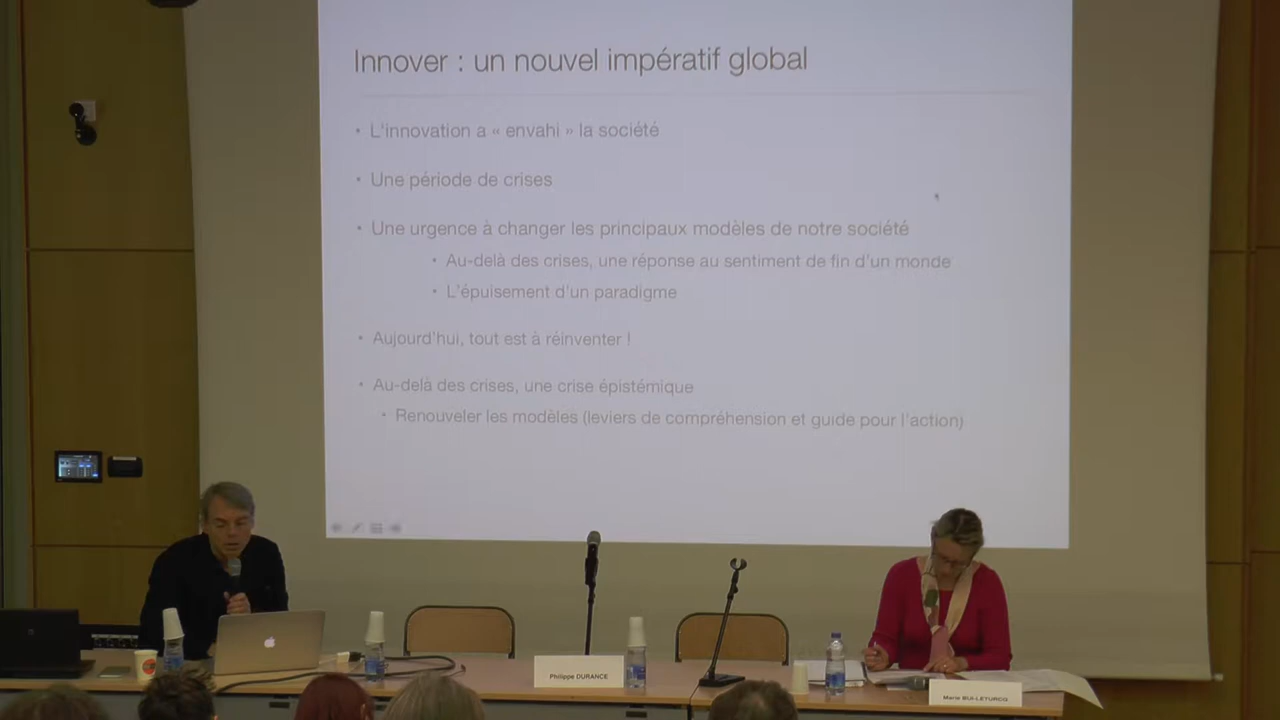 Innover : un nouvel impératif global
• L'innovation a « envahi » la société
• Une période de crises
• Une urgence à changer les principaux modèles de notre société
• Au-delà des crises, une réponse au sentiment de fin d'un monde
• L'épuisement d'un paradigme
• Aujourd'hui, tout est à réinventer !
• Au-delà des crises, une crise épistémique
• Renouveler les modèles (leviers de compréhension et guide pour l'action)
Philippe DURANCE
Marie BUI-LETURCQ